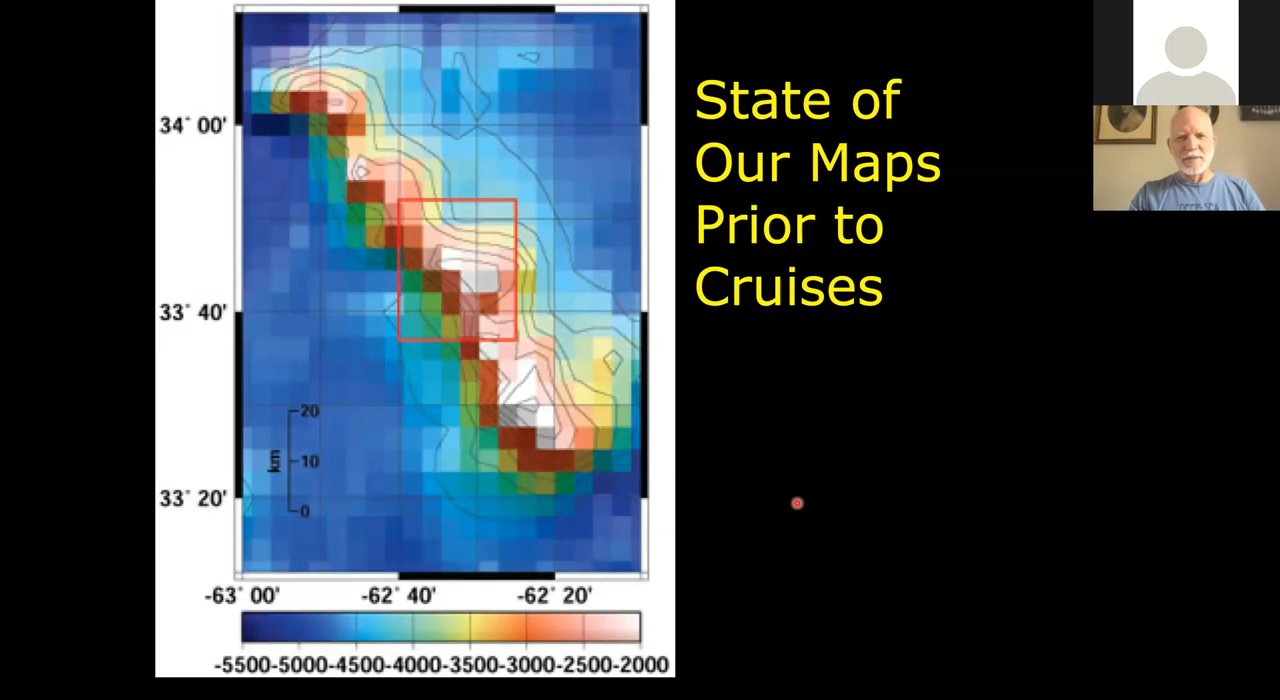 State of
Our Maps
Prior to
Cruises
34° 00'
33° 40'
33° 20'
20
10
0
km
-63° 00'
-62° 40'
-62° 20'
-5500-5000-4500-4000-3500-3000-2500-2000